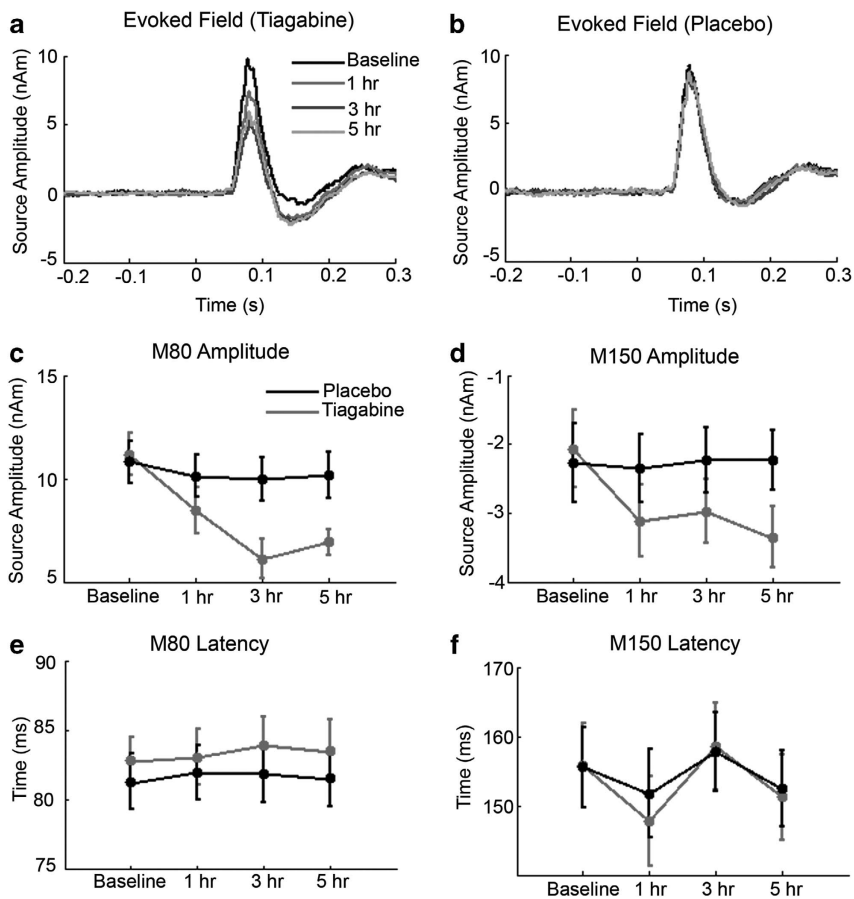 a Evoked Field (Tiagabine)
Source Amplitude (nAm)
10
5
0
-5
-0.2 -0.1 0 0.1 0.2 0.3
Time (s)
Baseline
1 hr
3 hr
5 hr
b Evoked Field (Placebo)
Source Amplitude (nAm)
10
5
0
-5
-0.2 -0.1 0 0.1 0.2 0.3
Time (s)
c M80 Amplitude
Source Amplitude (nAm)
15
10
5
Baseline 1 hr 3 hr 5 hr
Placebo
Tiagabine
d M150 Amplitude
Source Amplitude (nAm)
-1
-2
-3
-4
Baseline 1 hr 3 hr 5 hr
e M80 Latency
Time (ms)
90
85
80
75
Baseline 1 hr 3 hr 5 hr
f M150 Latency
Time (ms)
170
160
150
Baseline 1 hr 3 hr 5 hr